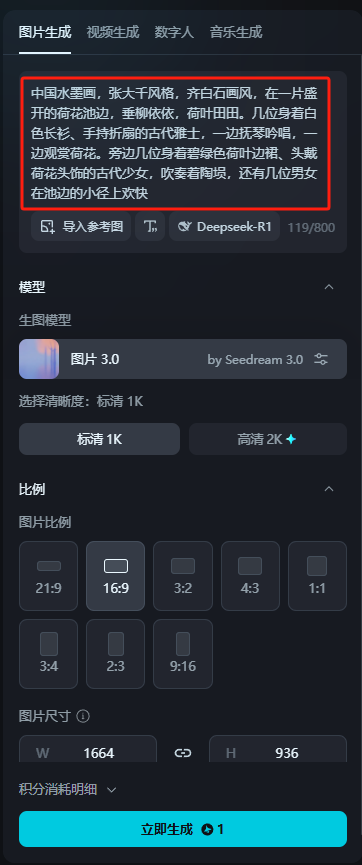 图片生成 视频生成 数字人 音乐生成
中国水墨画，张大千风格，齐白石画风，在一片盛
开的荷花池边，垂柳依依，荷叶田田。几位身着白
色长衫、手持折扇的古代雅士，一边抚琴吟唱，一
边观赏荷花。旁边几位身着碧绿色荷叶边裙、头戴
荷花头饰的古代少女，吹奏着陶埙，还有几位男女
在池边的小径上欢快
导入参考图 T Deepseek-R1 119/800
模型
生图模型
图片 3.0 by Seedream 3.0
选择清晰度：标清 1K
标清 1K 高清 2K
比例
图片比例
21:9 16:9 3:2 4:3 1:1
3:4 2:3 9:16
图片尺寸
W 1664 H 936
积分消耗明细
立即生成 1